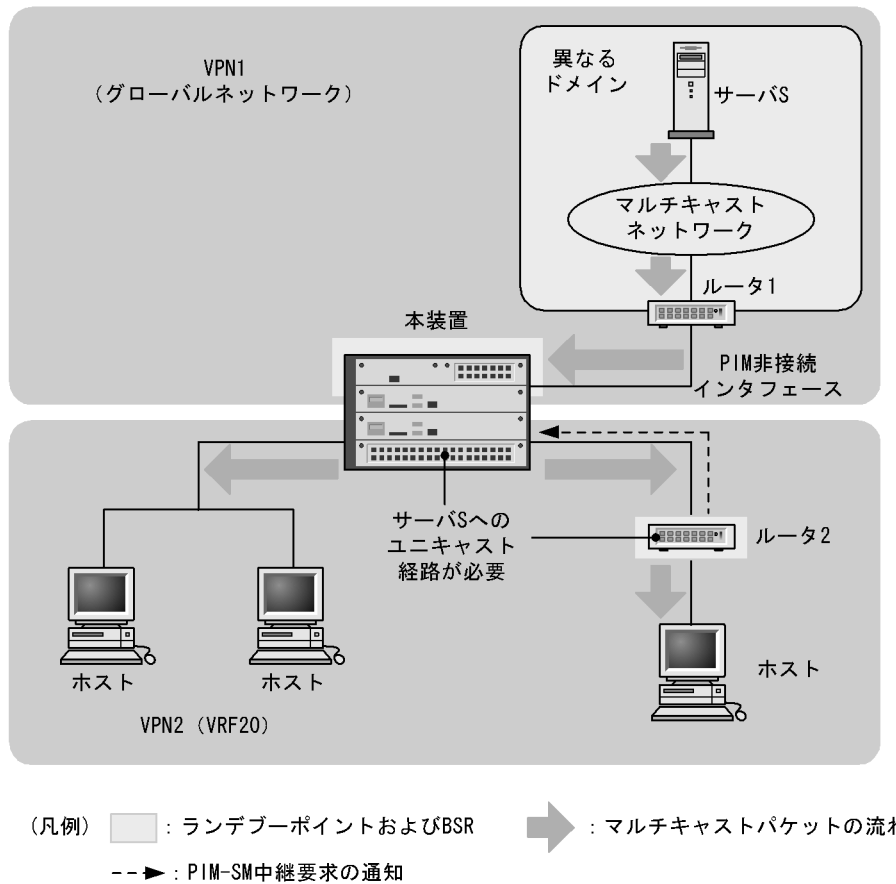 VPN1
(グローバルネットワーク)
異なる
ドメイン
サーバS
マルチキャスト
ネットワーク
ルータ1
本装置
PIM非接続
インタフェース
サーバSへの
ユニキャスト
経路が必要
ルータ2
ホスト
ホスト
ホスト
VPN2 (VRF20)
(凡例)
:ランデブーポイントおよびBSR
:マルチキャストパケットの流れ
:PIM-SM中継要求の通知